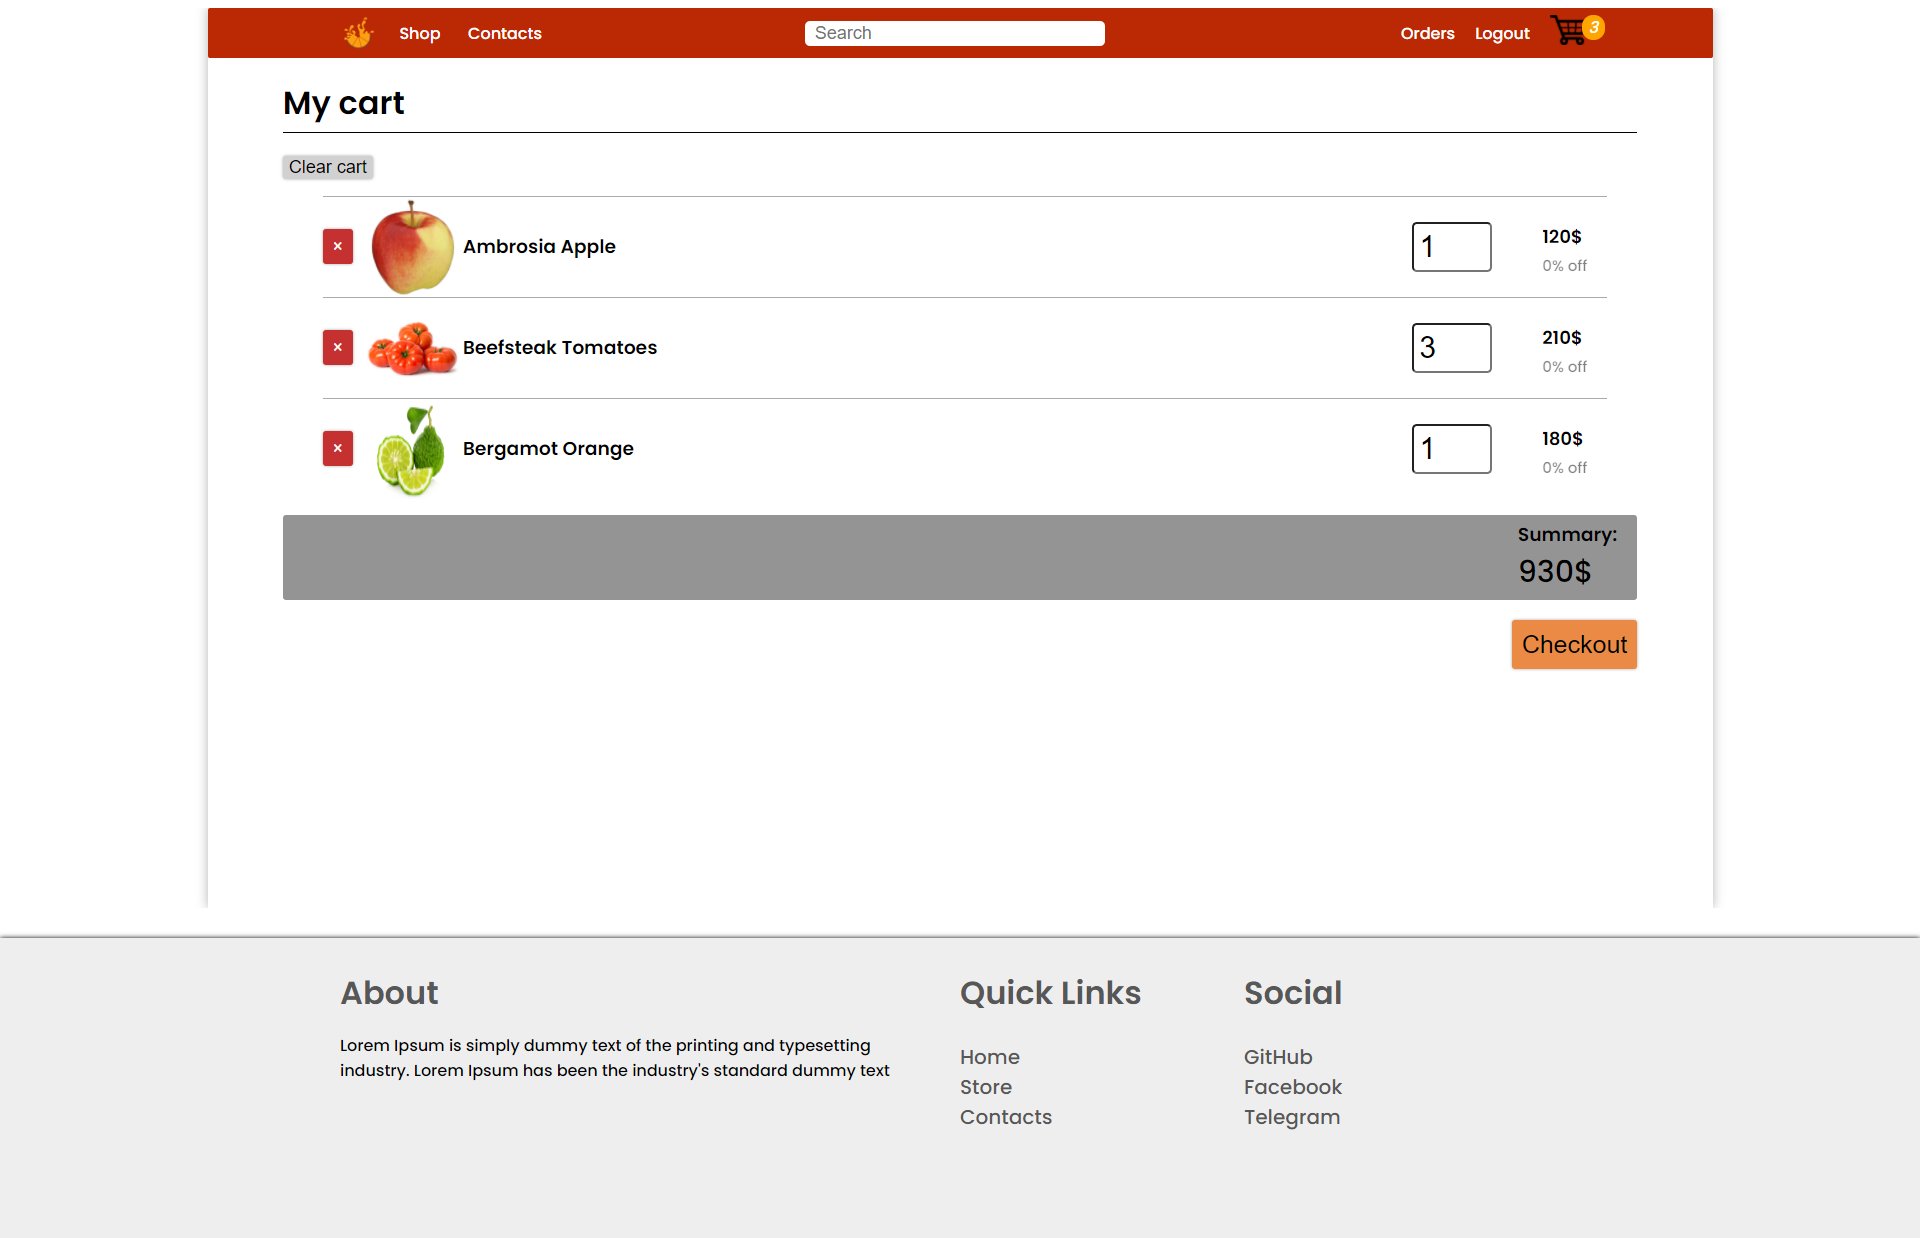 Shop Contacts Search Orders Logout 3
My cart
Clear cart
× Ambrosia Apple 1 120$
0% off
× Beefsteak Tomatoes 3 210$
0% off
× Bergamot Orange 1 180$
0% off
Summary:
930$
Checkout
About
Lorem Ipsum is simply dummy text of the printing and typesetting
industry. Lorem Ipsum has been the industry's standard dummy text
Quick Links
Home
Store
Contacts
Social
GitHub
Facebook
Telegram